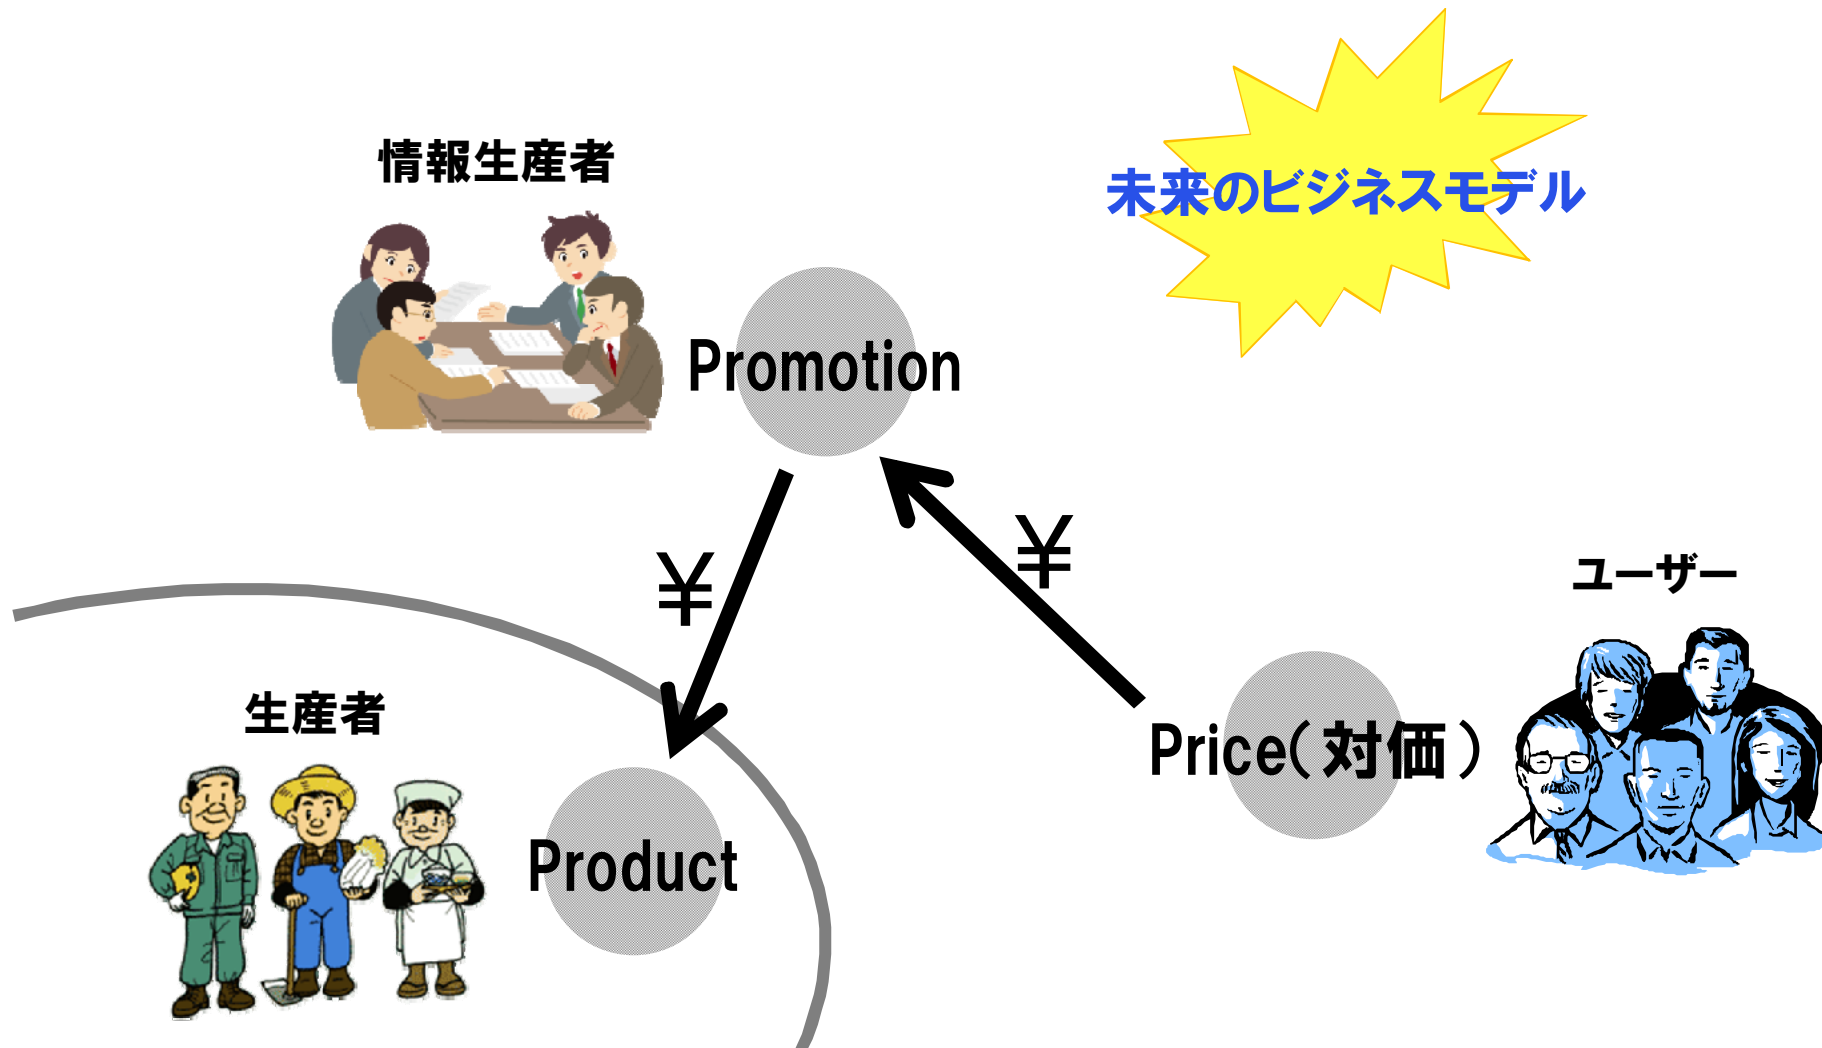 未来のビジネスモデル
情報生産者
Promotion
¥
¥
ユーザー
Price(対価)
生産者
Product